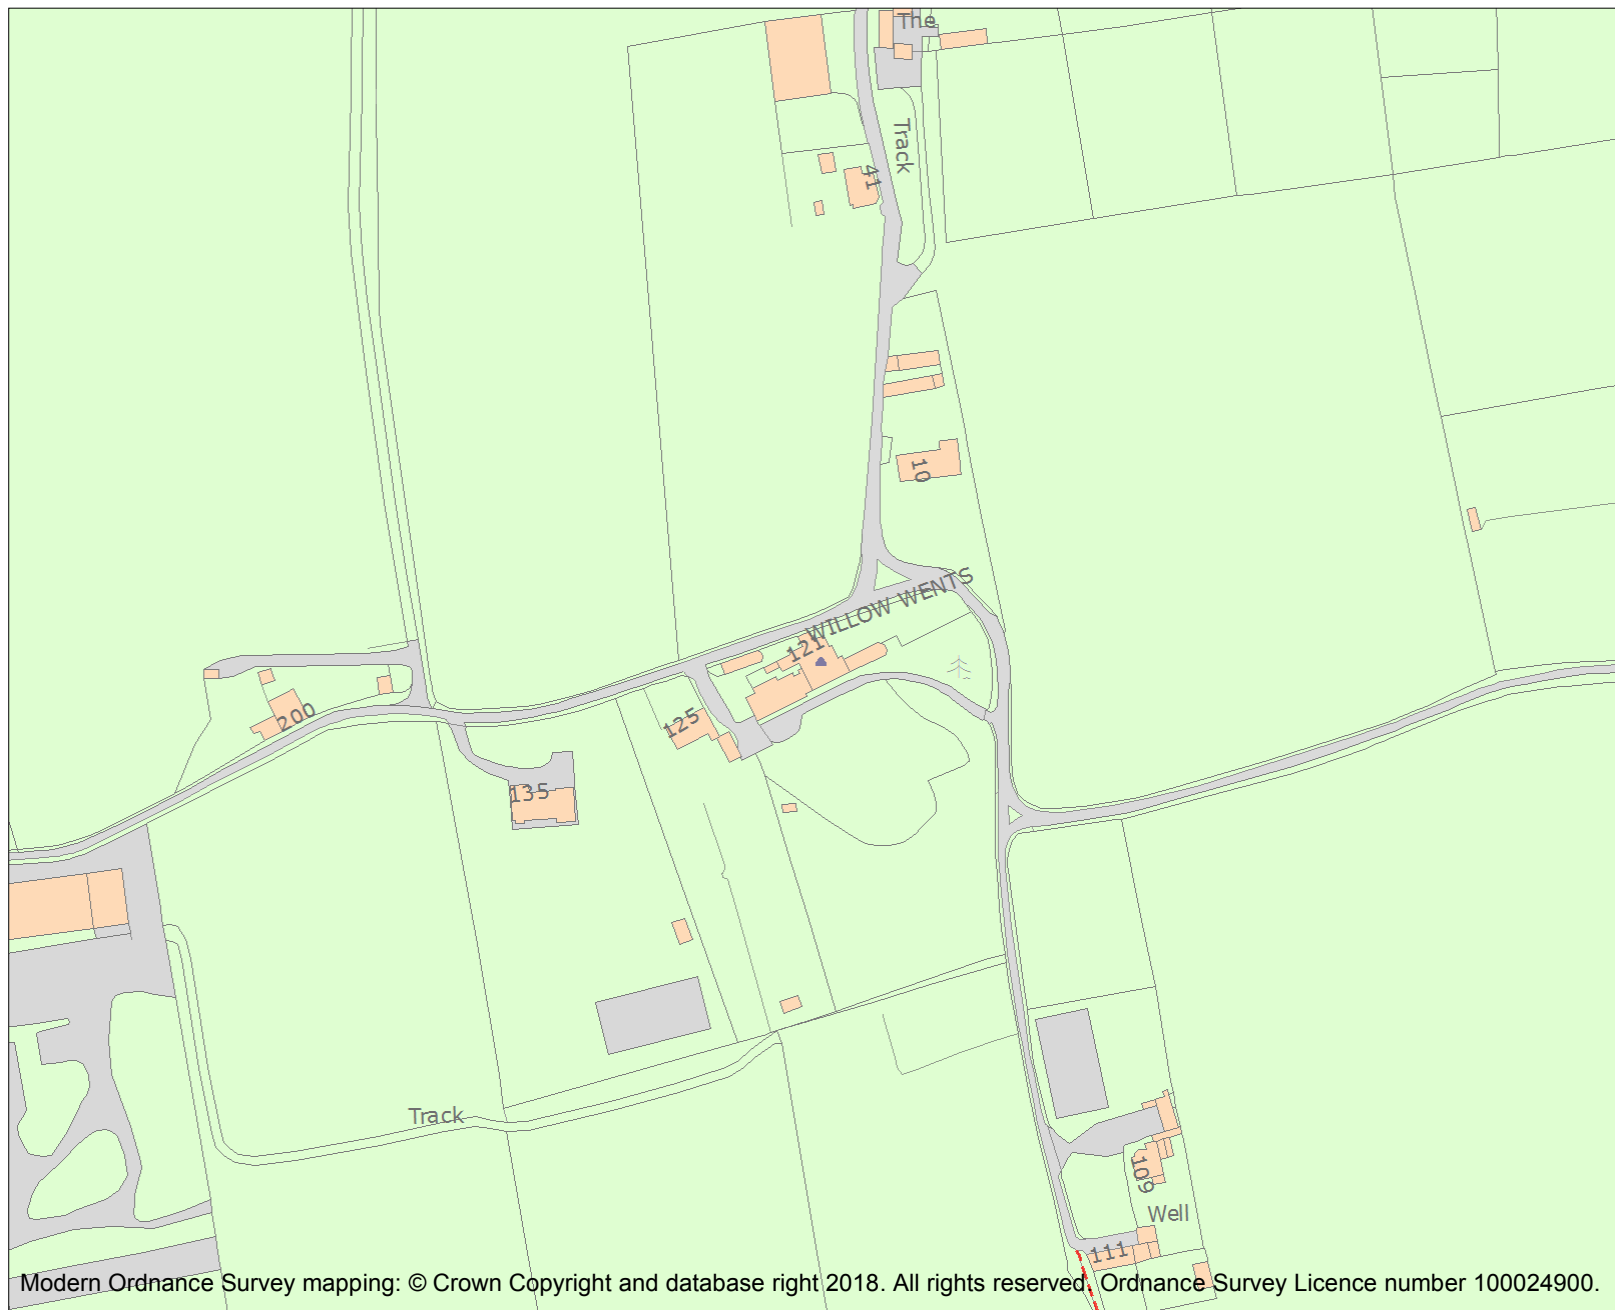 The
Track
41
10
WILLOW WENTS
121
125
200
135
Track
109
Well
111
Modern Ordnance Survey mapping: © Crown Copyright and database right 2018. All rights reserved. Ordnance Survey Licence number 100024900.